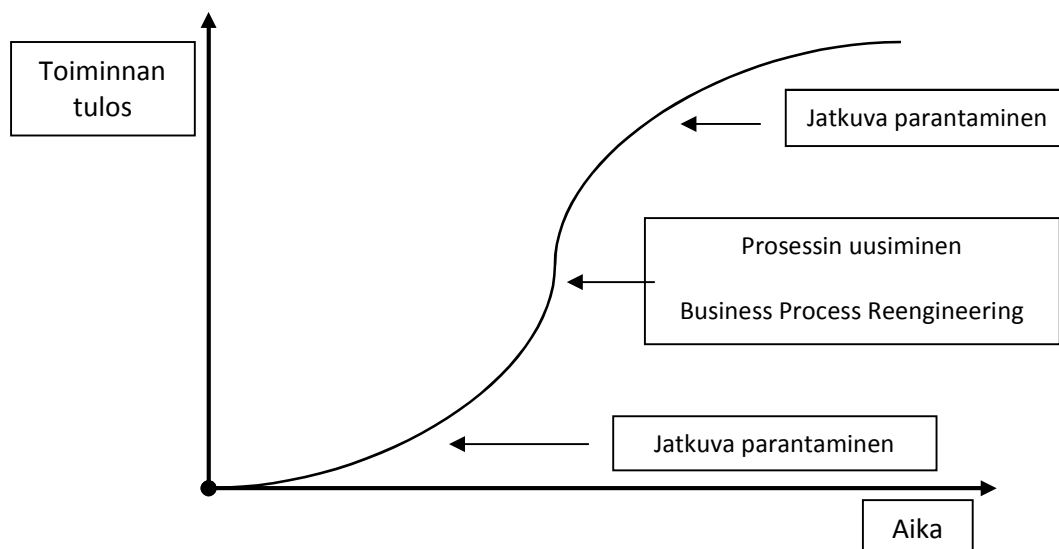 Toiminnan
tulos
Jatkuva parantaminen
Prosessin uusiminen
Business Process Reengineering
Jatkuva parantaminen
Aika